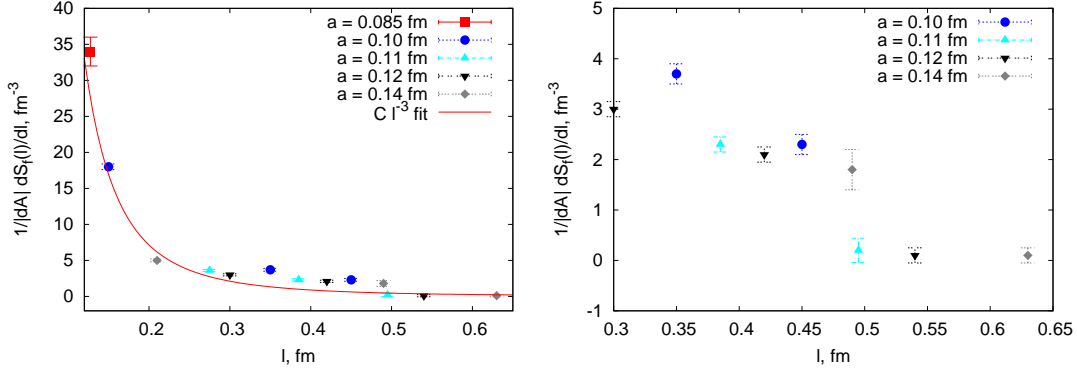 1/|dA| dS_f(l)/dl, fm^-3
40
35
30
25
20
15
10
5
0
0.2 0.3 0.4 0.5 0.6
l, fm
a = 0.085 fm
a = 0.10 fm
a = 0.11 fm
a = 0.12 fm
a = 0.14 fm
C l^-3 fit
1/|dA| dS_f(l)/dl, fm^-3
5
4
3
2
1
0
-1
0.3 0.35 0.4 0.45 0.5 0.55 0.6 0.65
l, fm
a = 0.10 fm
a = 0.11 fm
a = 0.12 fm
a = 0.14 fm